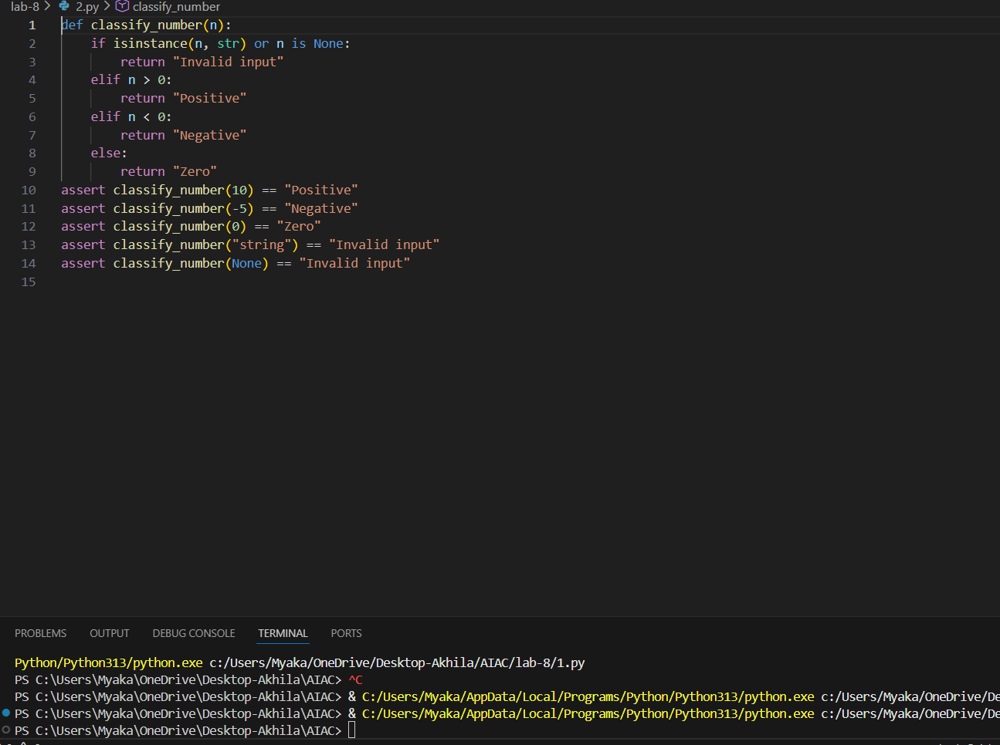 lab-8 > 2.py > classify_number
1 def classify_number(n):
2     if isinstance(n, str) or n is None:
3         return "Invalid input"
4     elif n > 0:
5         return "Positive"
6     elif n < 0:
7         return "Negative"
8     else:
9         return "Zero"
10 assert classify_number(10) == "Positive"
11 assert classify_number(-5) == "Negative"
12 assert classify_number(0) == "Zero"
13 assert classify_number("string") == "Invalid input"
14 assert classify_number(None) == "Invalid input"
15
PROBLEMS OUTPUT DEBUG CONSOLE TERMINAL PORTS
Python/Python313/python.exe c:/Users/Myaka/OneDrive/Desktop-Akhila/AIAC/lab-8/1.py
PS C:\Users\Myaka\OneDrive\Desktop-Akhila\AIAC> ^C
PS C:\Users\Myaka\OneDrive\Desktop-Akhila\AIAC> & C:/Users/Myaka/AppData/Local/Programs/Python/Python313/python.exe c:/Users/Myaka/OneDrive/De
PS C:\Users\Myaka\OneDrive\Desktop-Akhila\AIAC> & C:/Users/Myaka/AppData/Local/Programs/Python/Python313/python.exe c:/Users/Myaka/OneDrive/De
PS C:\Users\Myaka\OneDrive\Desktop-Akhila\AIAC>